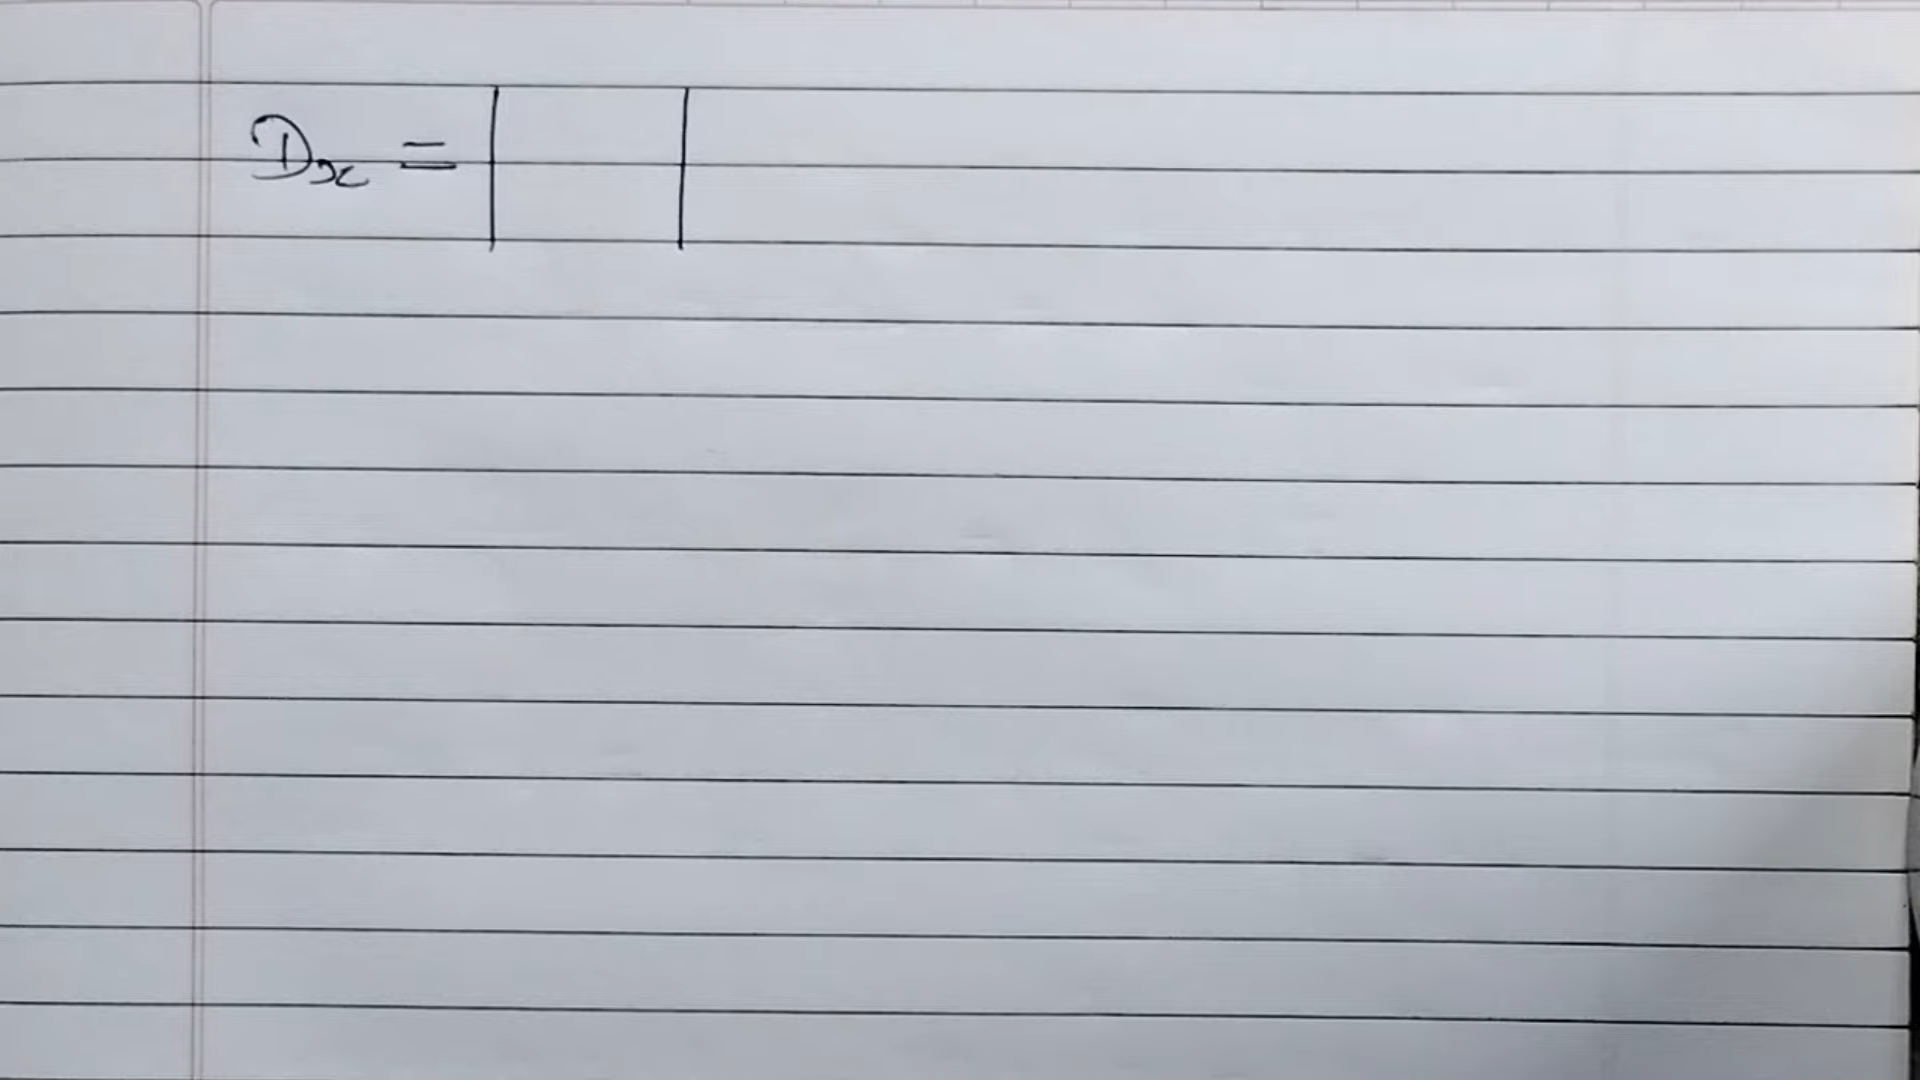 Dx = | |